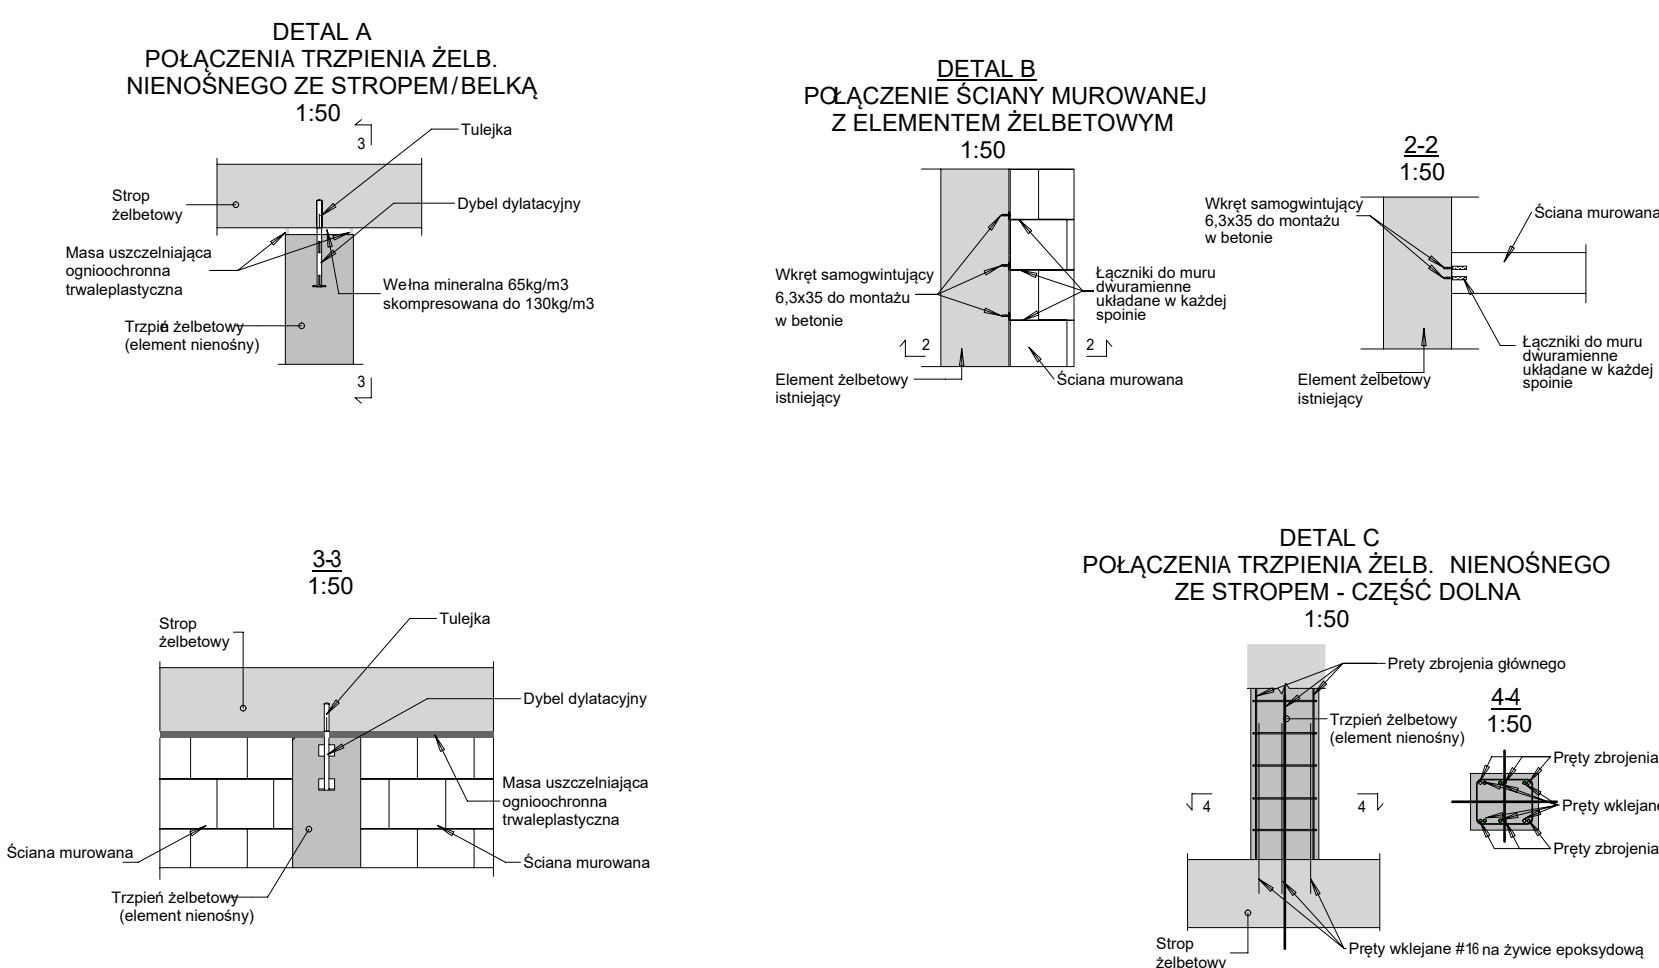 DETAL A
POŁĄCZENIA TRZPIENIA ŻELB.
NIENOŚNEGO ZE STROPEM/BELKĄ
1:50
3
Tulejka
Strop
żelbetowy
Dybel dylatacyjny
Masa uszczelniająca
ognioochronna
trwaleplastyczna
Wełna mineralna 65kg/m3
skompresowana do 130kg/m3
Trzpień żelbetowy
(element nienośny)
3
DETAL B
POŁĄCZENIE ŚCIANY MUROWANEJ
Z ELEMENTEM ŻELBETOWYM
1:50
Wkręt samogwintujący
6,3x35 do montażu
w betonie
Łączniki do muru
dwuramienne
układane w każdej
spoinie
2
2
Element żelbetowy
istniejący
Ściana murowana
2-2
1:50
Wkręt samogwintujący
6,3x35 do montażu
w betonie
Ściana murowana
Łączniki do muru
dwuramienne
układane w każdej
spoinie
Element żelbetowy
istniejący
3-3
1:50
Strop
żelbetowy
Tulejka
Dybel dylatacyjny
Masa uszczelniająca
ognioochronna
trwaleplastyczna
Ściana murowana
Ściana murowana
Trzpień żelbetowy
(element nienośny)
DETAL C
POŁĄCZENIA TRZPIENIA ŻELB. NIENOŚNEGO
ZE STROPEM - CZĘŚĆ DOLNA
1:50
Prety zbrojenia głównego
Trzpień żelbetowy
(element nienośny)
4
4
Strop
żelbetowy
Pręty wklejane #16 na żywice epoksydową
4-4
1:50
Pręty zbrojenia
Pręty wklejane
Pręty zbrojenia